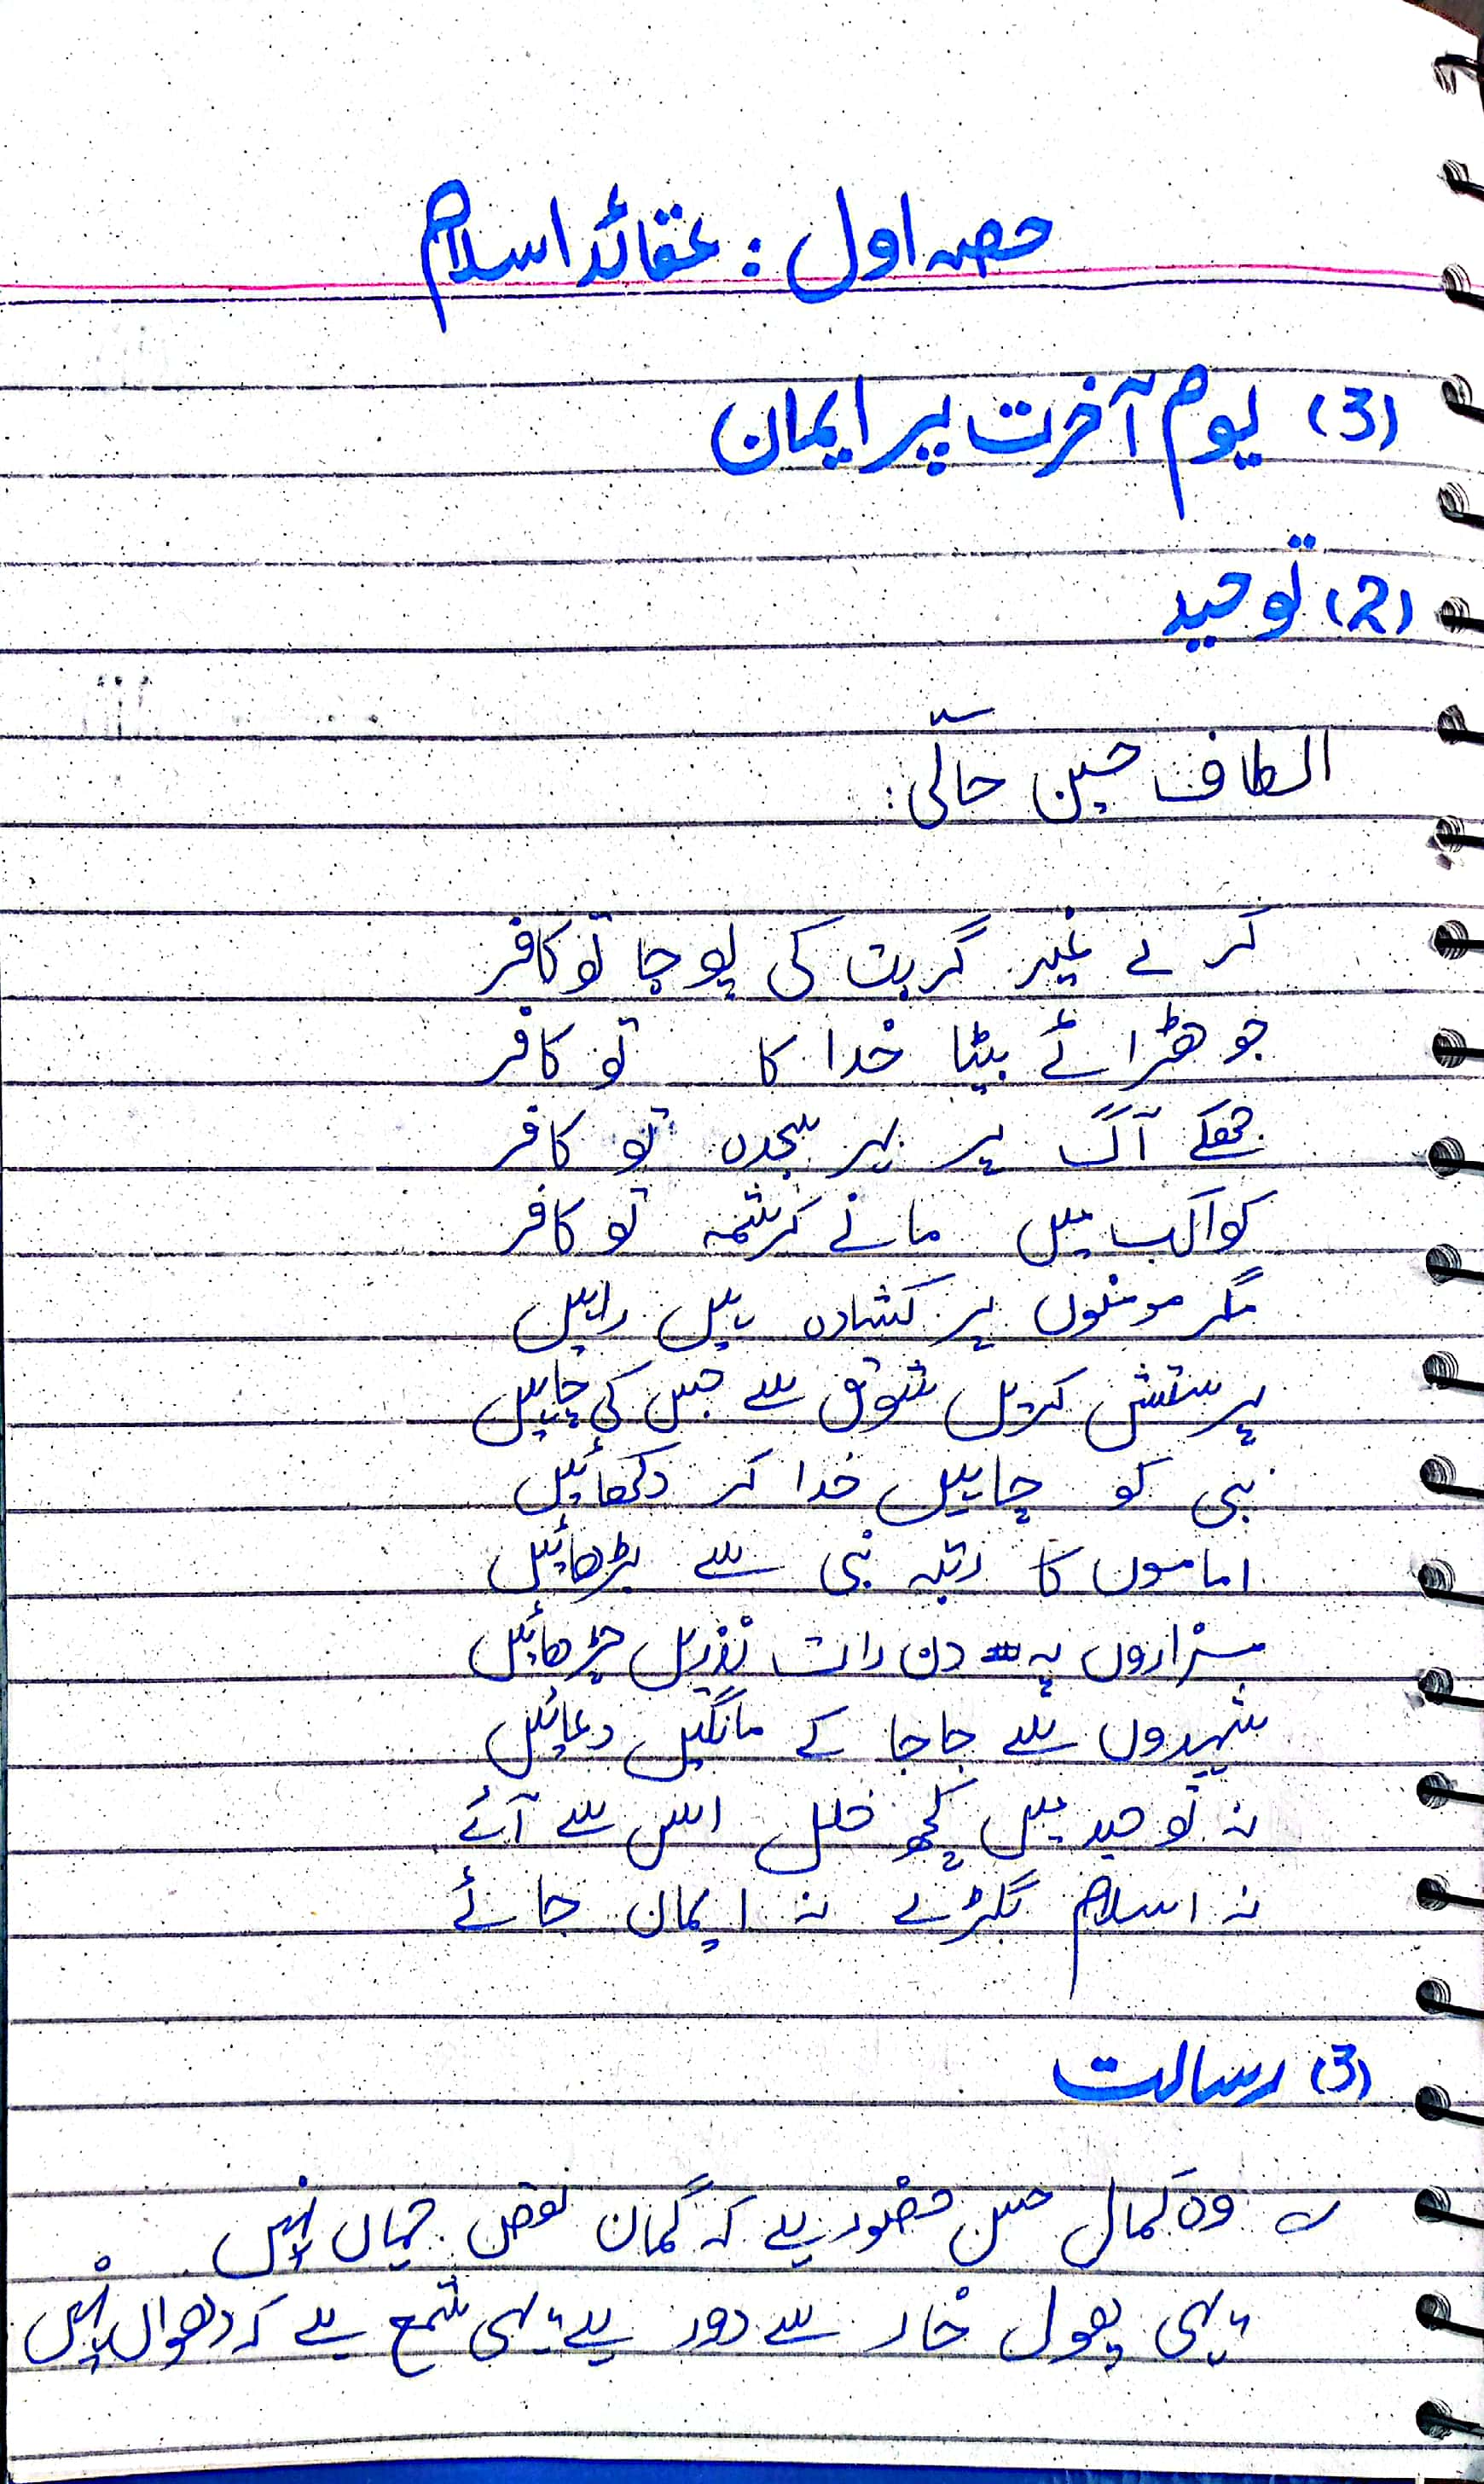 حصہ اول : عقائد اسلام
(3) یوم آخرت پر ایمان
(2) توحید
الطاف حسین حالی:
کرے غیر گر بت کی پوجا تو کافر
جو ٹھرائے بیٹا خدا کا تو کافر
جھکے آگ پر بہر سجدہ تو کافر
کواکب میں مانے کرشمہ تو کافر
مگر مومنوں پر کشادہ ہیں راہیں
پرستش کریں شوق سے جس کی چاہیں
نبی کو چاہیں خدا کر دکھائیں
اماموں کا رتبہ نبی سے بڑھائیں
مزاروں پہ دن رات نذریں چڑھائیں
شہیدوں سے جا جا کے مانگیں دعائیں
نہ توحید میں کچھ خلل اس سے آئے
نہ اسلام بگڑے نہ ایمان جائے
(3) رسالت
وہ کمال حسن حضور ہے کہ گمان نقص جہاں نہیں
یہی پھول خار سے دور ہے یہی شمع ہے کہ دھواں نہیں